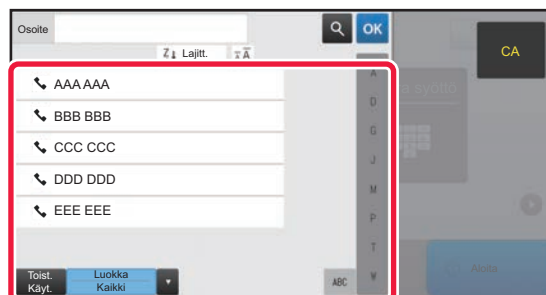 Osoite
OK
CA
Lajitt.
AAA AAA
BBB BBB
CCC CCC
DDD DDD
EEE EEE
A
D
G
J
M
P
T
W
a syöttö
Toist.
Käyt.
Luokka
Kaikki
ABC
Aloita